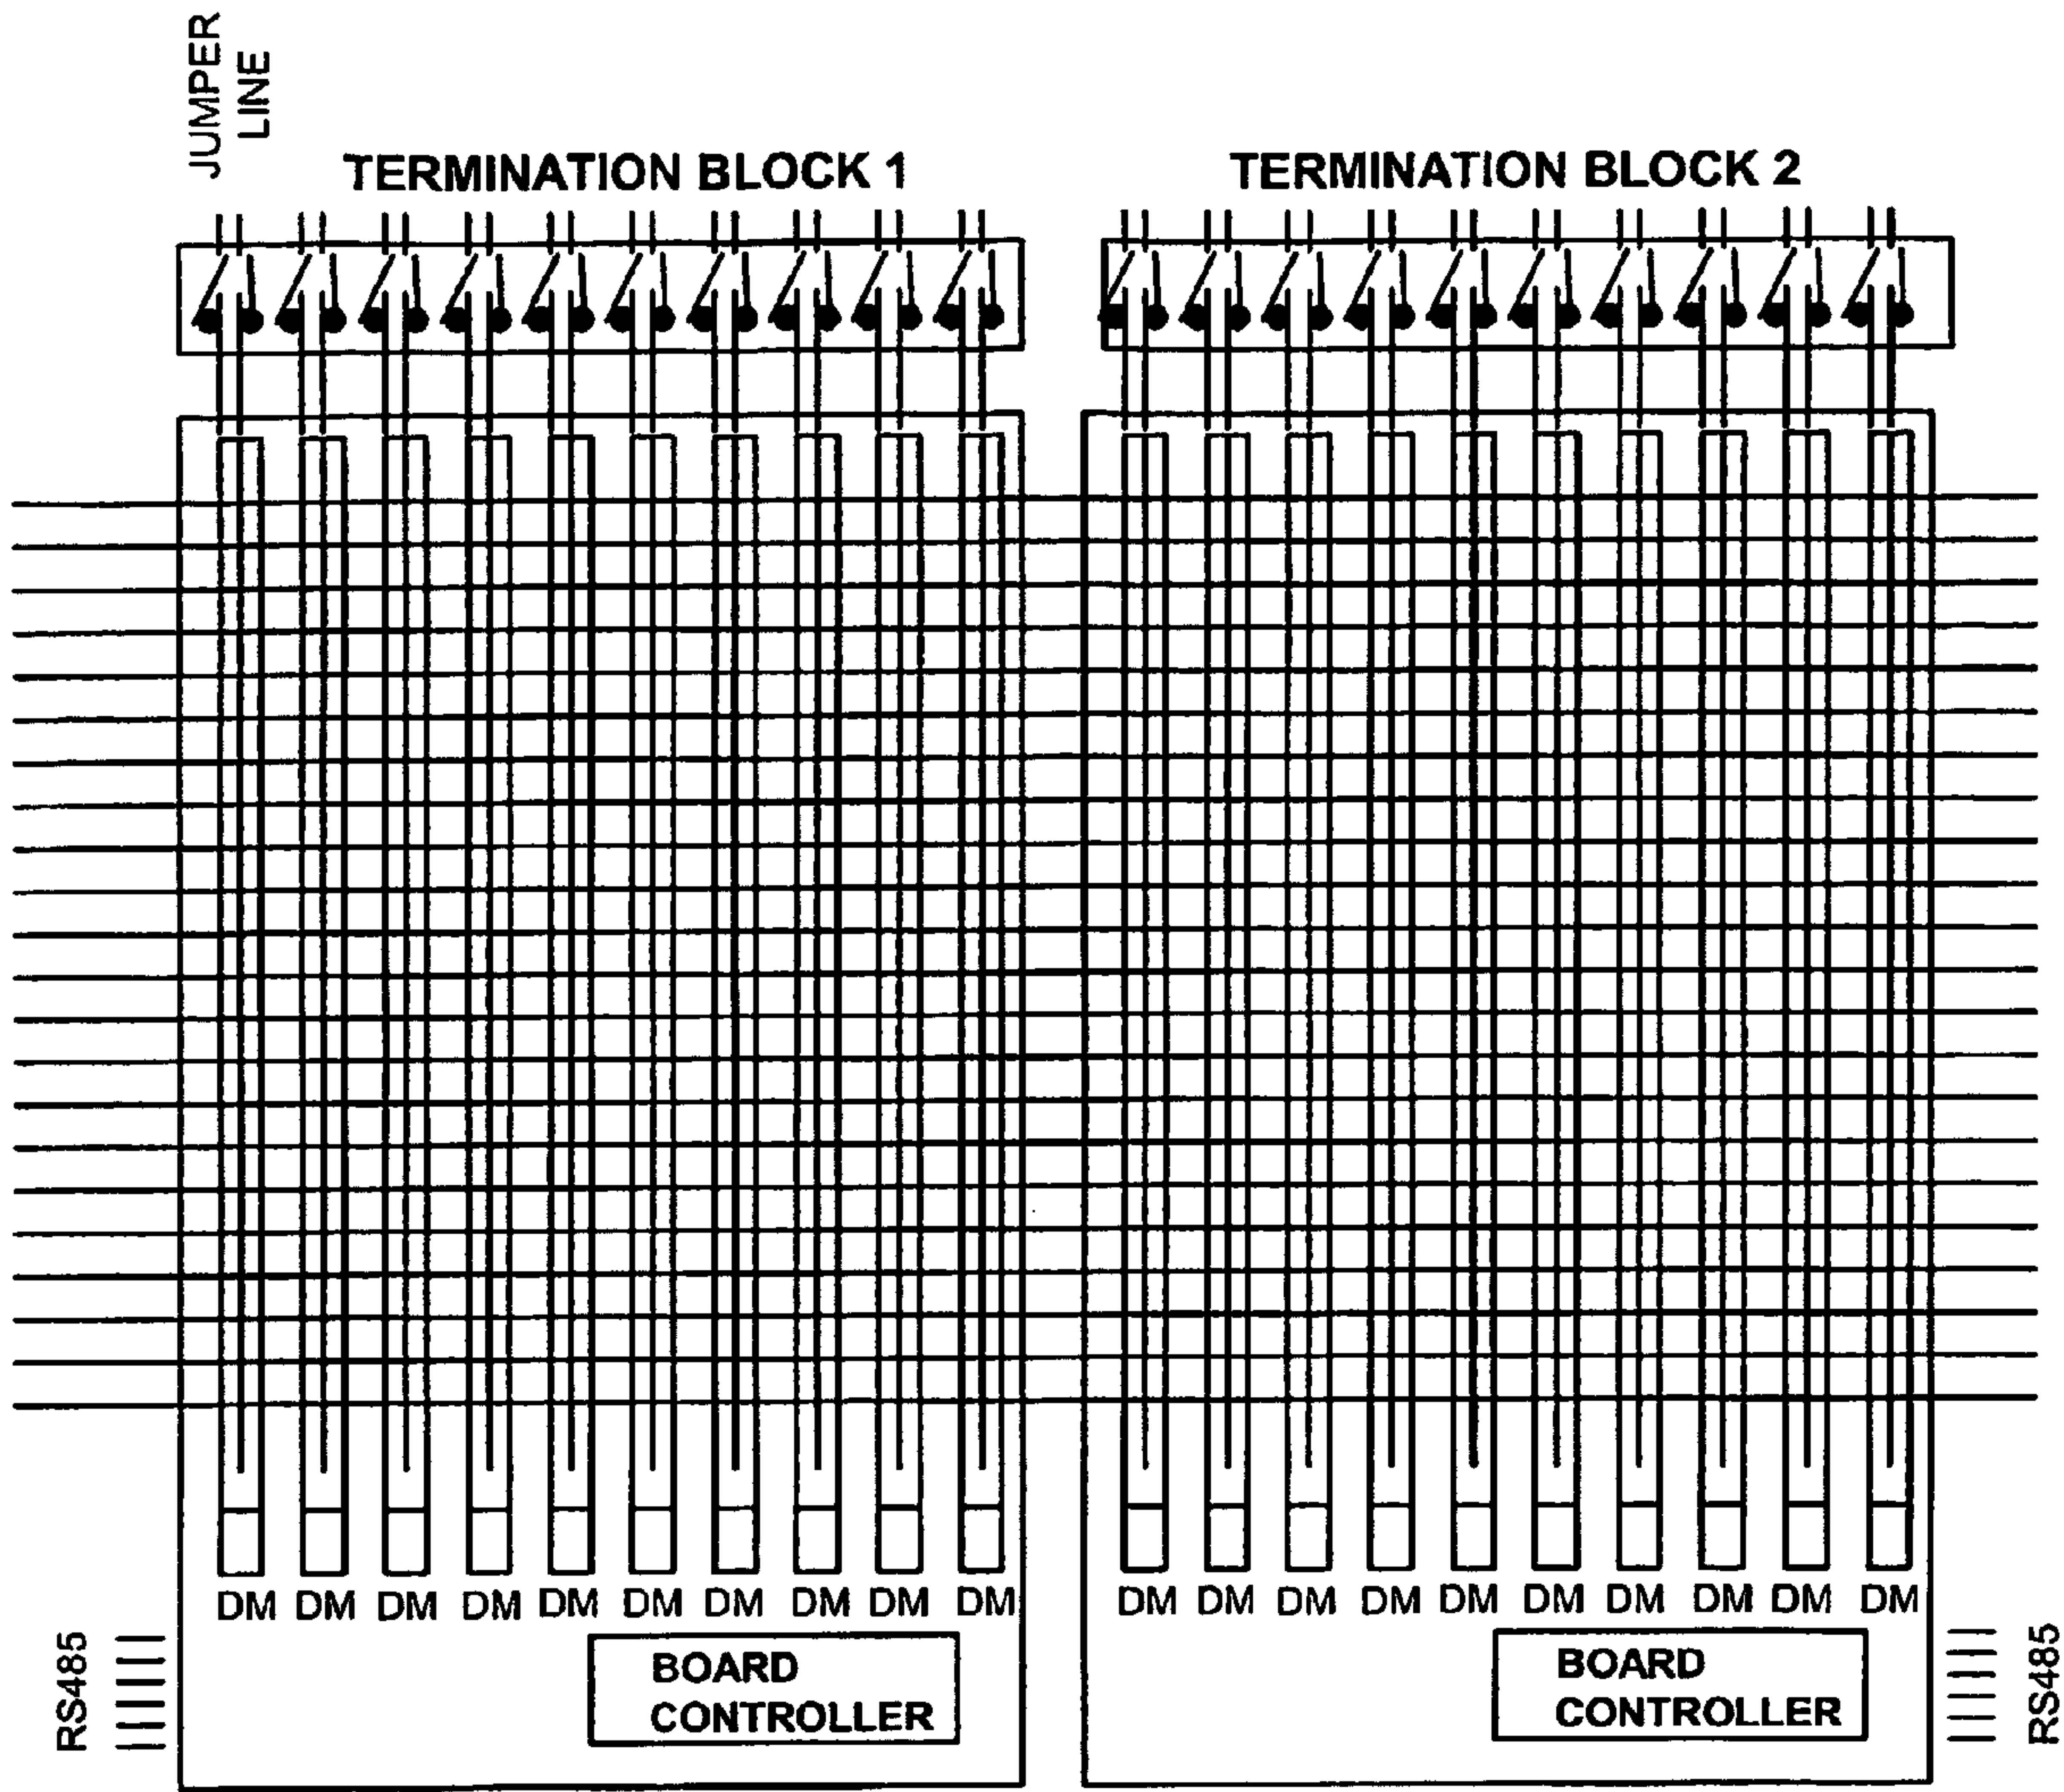 JUMPER
LINE
TERMINATION BLOCK 1
TERMINATION BLOCK 2
DM DM DM DM DM DM DM DM DM DM
DM DM DM DM DM DM DM DM DM DM
RS485
BOARD
CONTROLLER
BOARD
CONTROLLER
RS485